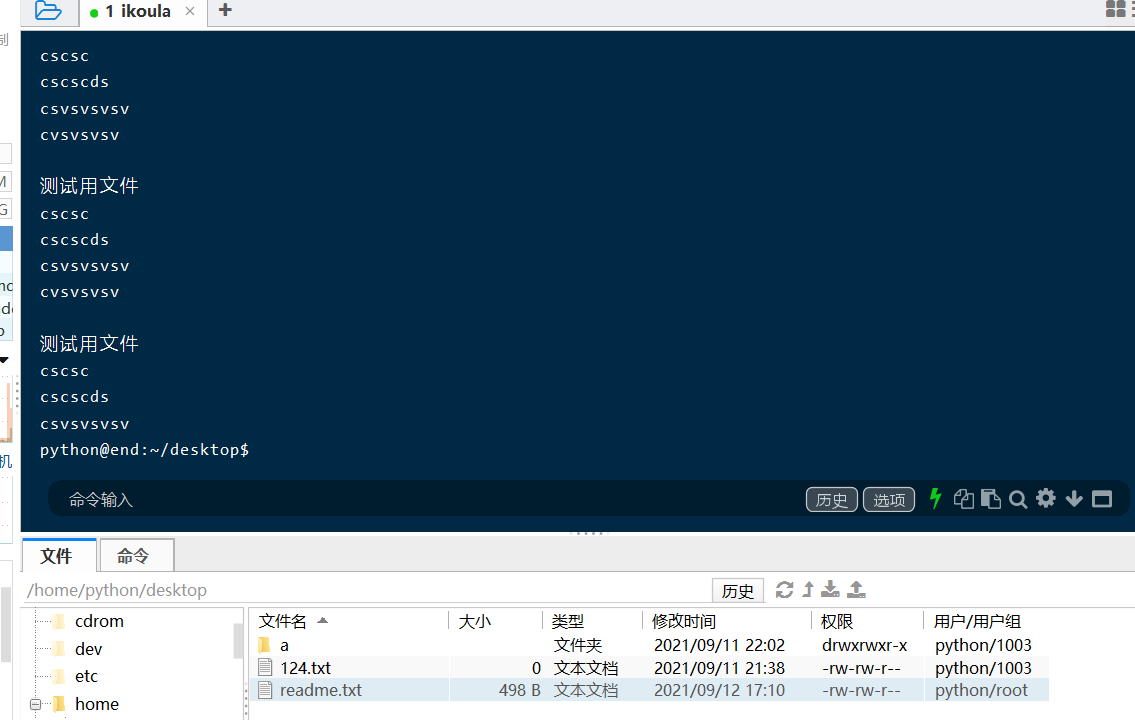 1 ikoula × +
制
cscsc
cscscds
csvsvsvsv
cvsvsvsv
测试用文件
cscsc
cscscds
csvsvsvsv
cvsvsvsv
测试用文件
cscsc
cscscds
csvsvsvsv
python@end:~/desktop$
机
命令输入 历史 选项
文件 命令
/home/python/desktop 历史
文件名 大小 类型 修改时间 权限 用户/用户组
cdrom
dev
etc
home
a 文件夹 2021/09/11 22:02 drwxrwxr-x python/1003
124.txt 0 文本文档 2021/09/11 21:38 -rw-rw-r-- python/1003
readme.txt 498 B 文本文档 2021/09/12 17:10 -rw-rw-r-- python/root